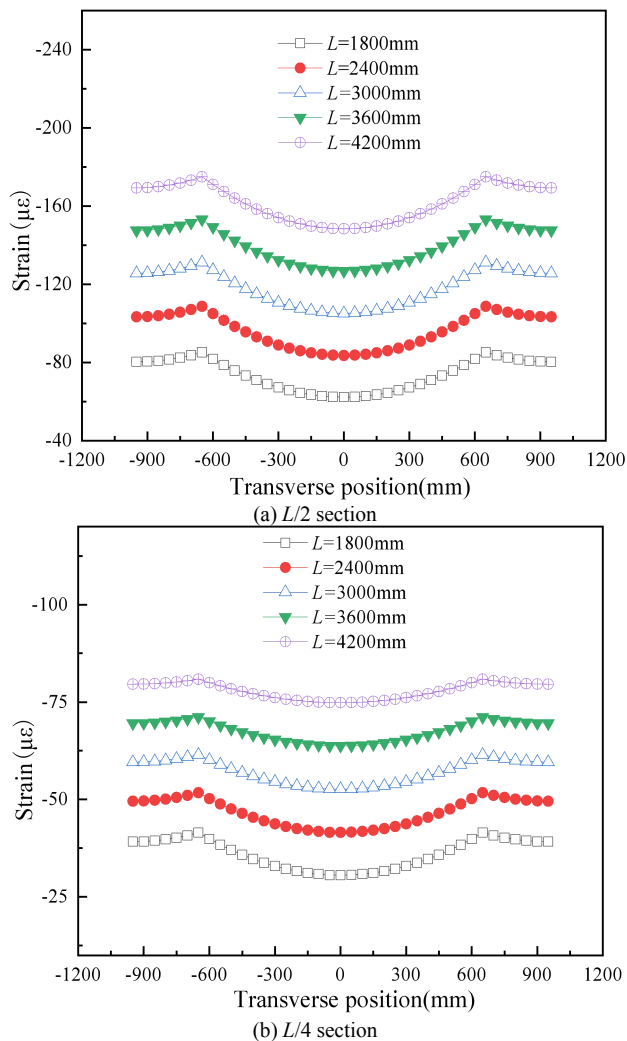 L=1800mm
L=2400mm
L=3000mm
L=3600mm
L=4200mm
-240
-200
-160
-120
-80
-40
Strain（με）
-1200 -900 -600 -300 0 300 600 900 1200
Transverse position(mm)
(a) L/2 section
L=1800mm
L=2400mm
L=3000mm
L=3600mm
L=4200mm
-100
-75
-50
-25
Strain（με）
-1200 -900 -600 -300 0 300 600 900 1200
Transverse position(mm)
(b) L/4 section